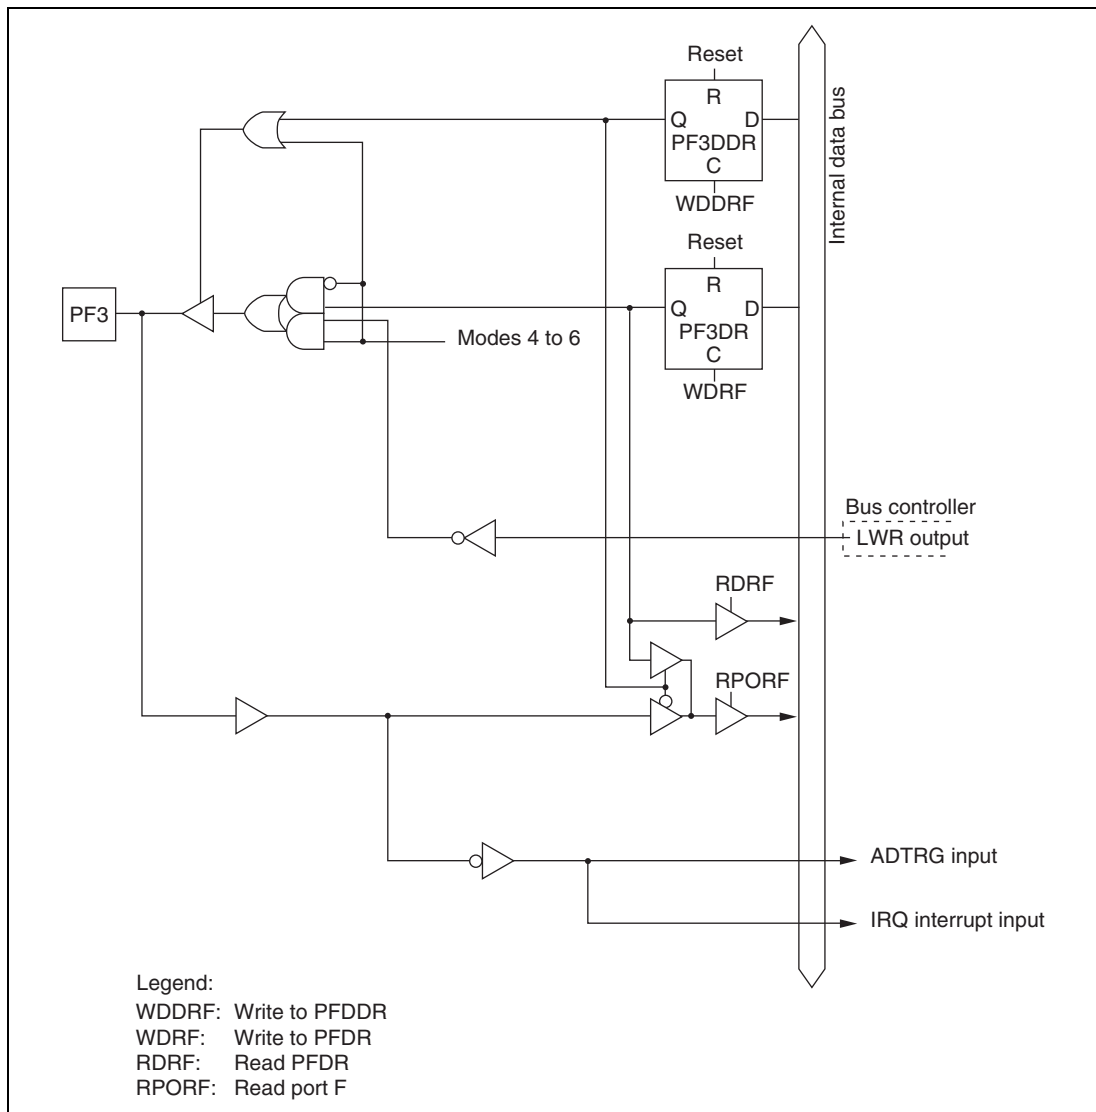 Reset
R
Q D
PF3DDR
C
WDDRF
Internal data bus
Reset
R
Q D
PF3DR
C
WDRF
PF3
Modes 4 to 6
Bus controller
LWR output
RDRF
RPORF
ADTRG input
IRQ interrupt input
Legend:
WDDRF: Write to PFDDR
WDRF: Write to PFDR
RDRF: Read PFDR
RPORF: Read port F